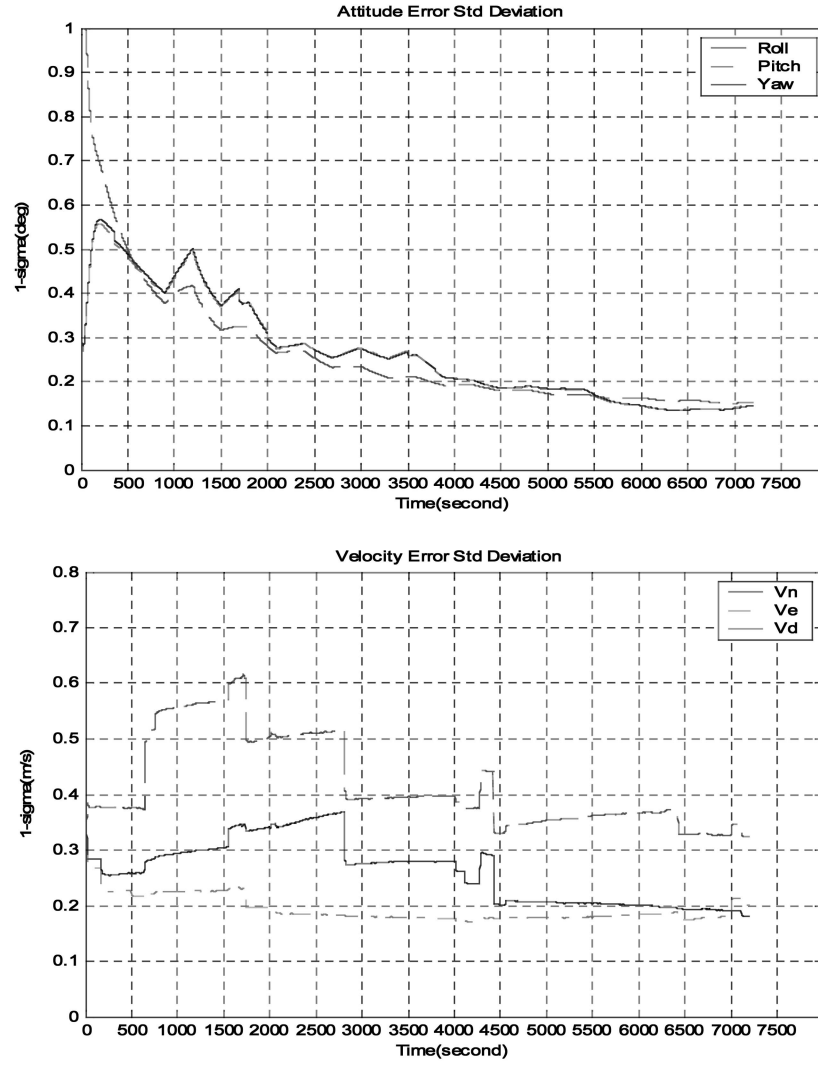 Attitude Error Std Deviation
1
0.9
0.8
0.7
0.6
0.5
0.4
0.3
0.2
0.1
0
1-sigma(deg)
Roll
Pitch
Yaw
0 500 1000 1500 2000 2500 3000 3500 4000 4500 5000 5500 6000 6500 7000 7500
Time(second)
Velocity Error Std Deviation
0.8
0.7
0.6
0.5
0.4
0.3
0.2
0.1
0
1-sigma(m/s)
Vn
Ve
Vd
0 500 1000 1500 2000 2500 3000 3500 4000 4500 5000 5500 6000 6500 7000 7500
Time(second)